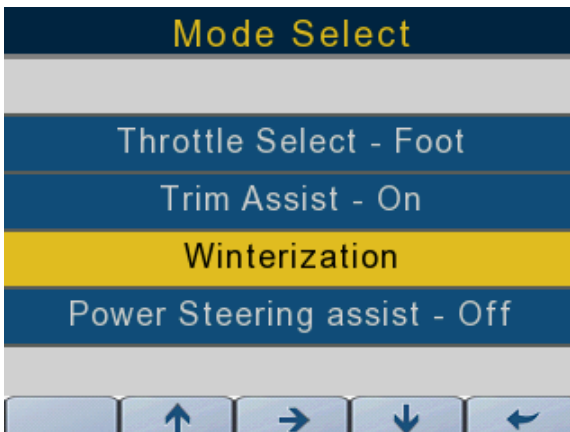 Mode Select
Throttle Select - Foot
Trim Assist - On
Winterization
Power Steering assist - Off